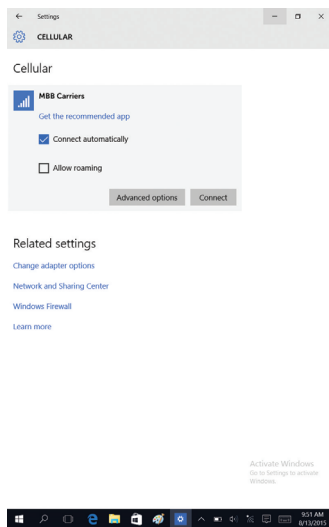 Settings
CELLULAR
Cellular
MBB Carriers
Get the recommended app
Connect automatically
Allow roaming
Advanced options
Connect
Related settings
Change adapter options
Network and Sharing Center
Windows Firewall
Learn more
Activate Windows
Go to Settings to activate
Windows.
9:51 AM
8/13/2015